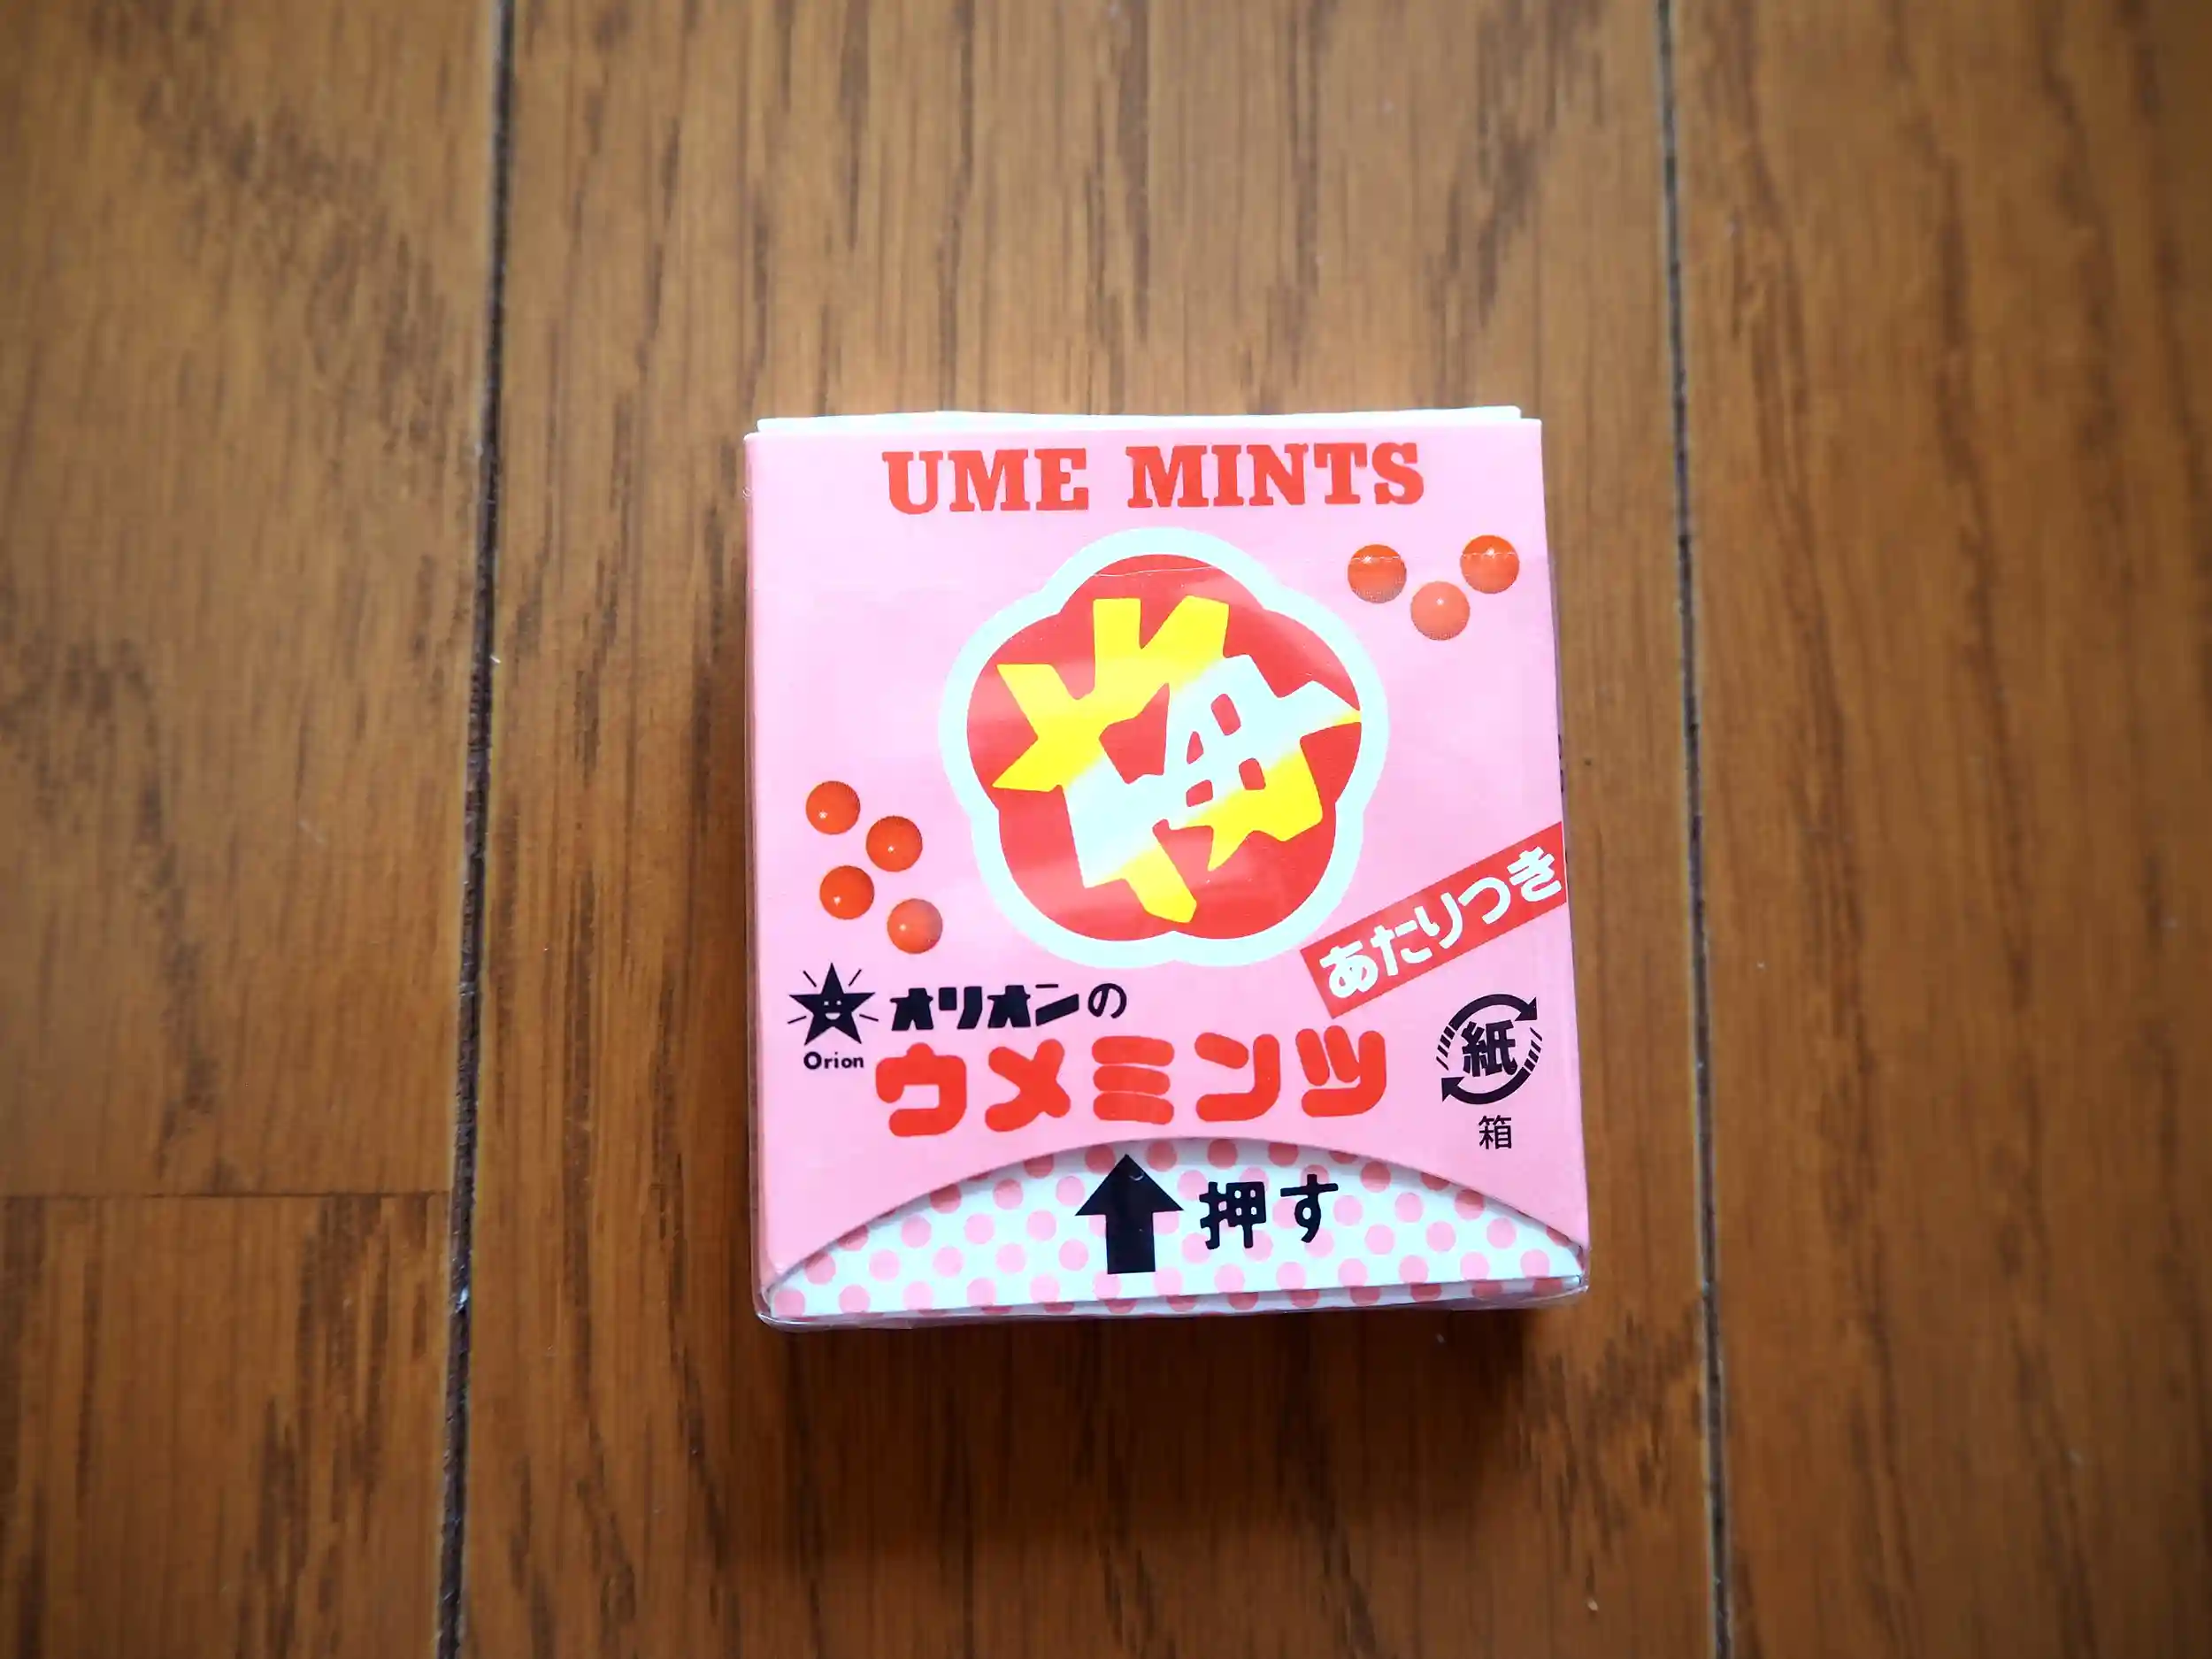 UME MINTS
梅
あたりつき
オリオンの
Orion
ウメミンツ
紙
箱
押す